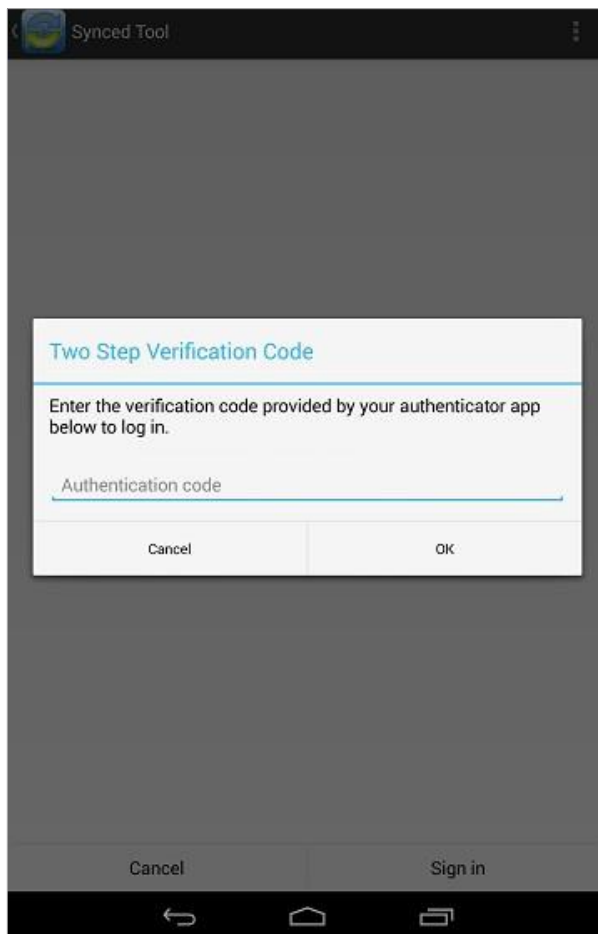 Synced Tool
Two Step Verification Code
Enter the verification code provided by your authenticator app
below to log in.
Authentication code
Cancel
OK
Cancel
Sign in